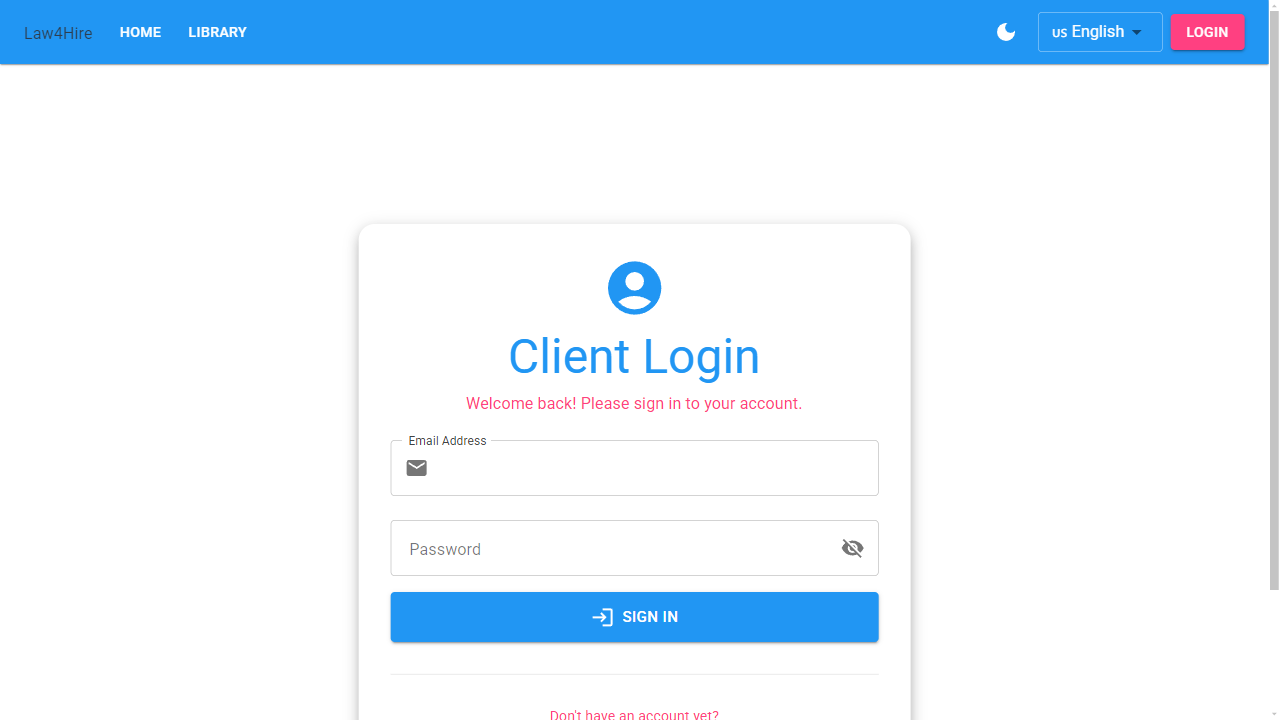 Law4Hire HOME LIBRARY US English LOGIN
Client Login
Welcome back! Please sign in to your account.
Email Address
Password
SIGN IN
Don't have an account yet?